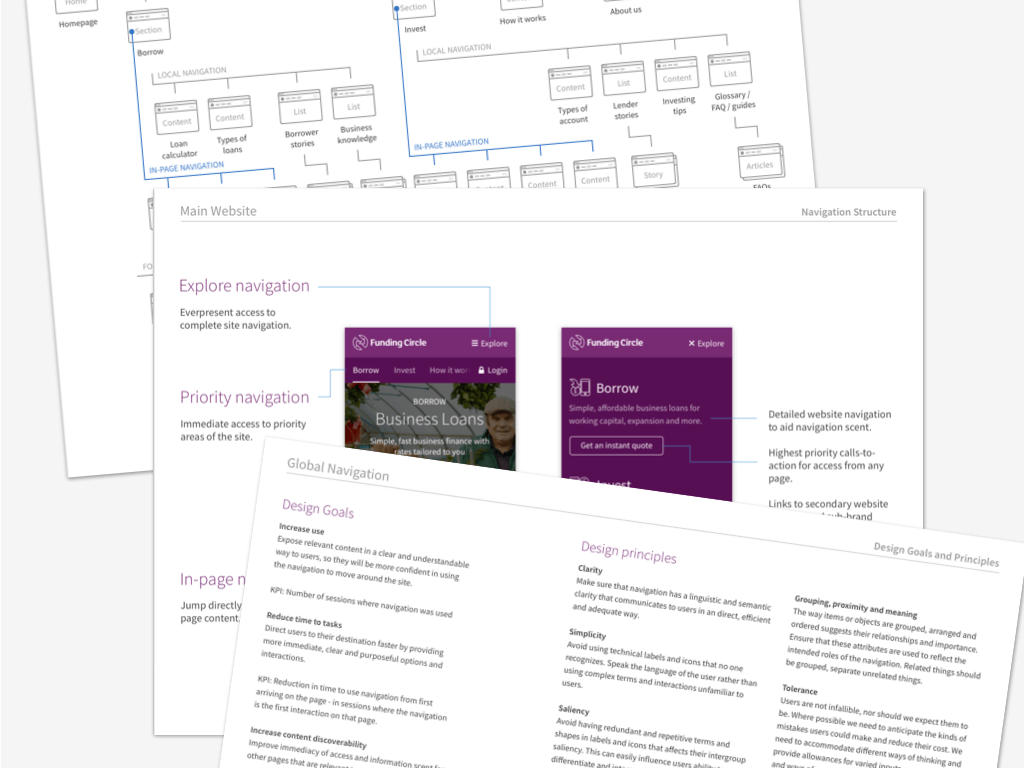 Home
Homepage
Section
Borrow
LOCAL NAVIGATION
Content
Content
List
List
Loan
calculator
Types of
loans
Borrower
stories
Business
knowledge
IN-PAGE NAVIGATION
Section
Invest
How it works
About us
LOCAL NAVIGATION
Content
List
Content
List
Types of
account
Lender
stories
Investing
tips
Glossary /
FAQ / guides
IN-PAGE NAVIGATION
Content
Content
Story
Articles
FAQs
FO
Main Website
Navigation Structure
Explore navigation
Everpresent access to
complete site navigation.
Priority navigation
Immediate access to priority
areas of the site.
In-page n
Jump directly
page content
Funding Circle
Explore
Borrow
Invest
How it wor
Login
BORROW
Business Loans
Simple, fast business finance with
rates tailored to you
Funding Circle
Explore
Borrow
Simple, affordable business loans for
working capital, expansion and more.
Get an instant quote
Invest
Detailed website navigation
to aid navigation scent.
Highest priority calls-to-
action for access from any
page.
Links to secondary website
sub-brand
Global Navigation
Design Goals and Principles
Design Goals
Increase use
Expose relevant content in a clear and understandable
way to users, so they will be more confident in using
the navigation to move around the site.
KPI: Number of sessions where navigation was used
Reduce time to tasks
Direct users to their destination faster by providing
more immediate, clear and purposeful options and
interactions.
KPI: Reduction in time to use navigation from first
arriving on the page - in sessions where the navigation
is the first interaction on that page.
Increase content discoverability
Improve immediacy of access and information scent
other pages that are
Design principles
Clarity
Make sure that navigation has a linguistic and semantic
clarity that communicates to users in an direct, efficient
and adequate way.
Simplicity
Avoid using technical labels and icons that no one
recognizes. Speak the language of the user rather than
using complex terms and interactions unfamiliar to
users.
Saliency
Avoid having redundant and repetitive terms and
shapes in labels and icons that affects their intergroup
saliency. This can easily influence users
differentiate and
Grouping, proximity and meaning
The way items or objects are grouped, arranged and
ordered suggests their relationships and importance.
Ensure that these attributes are used to reflect the
intended roles of the navigation. Related things should
be grouped, separate unrelated things.
Tolerance
Users are not infallible, nor should we expect them to
be. Where possible we need to anticipate the kinds of
mistakes users could make and reduce their cost. We
need to accommodate different ways of thinking and
provide allowances for varied
and ways of